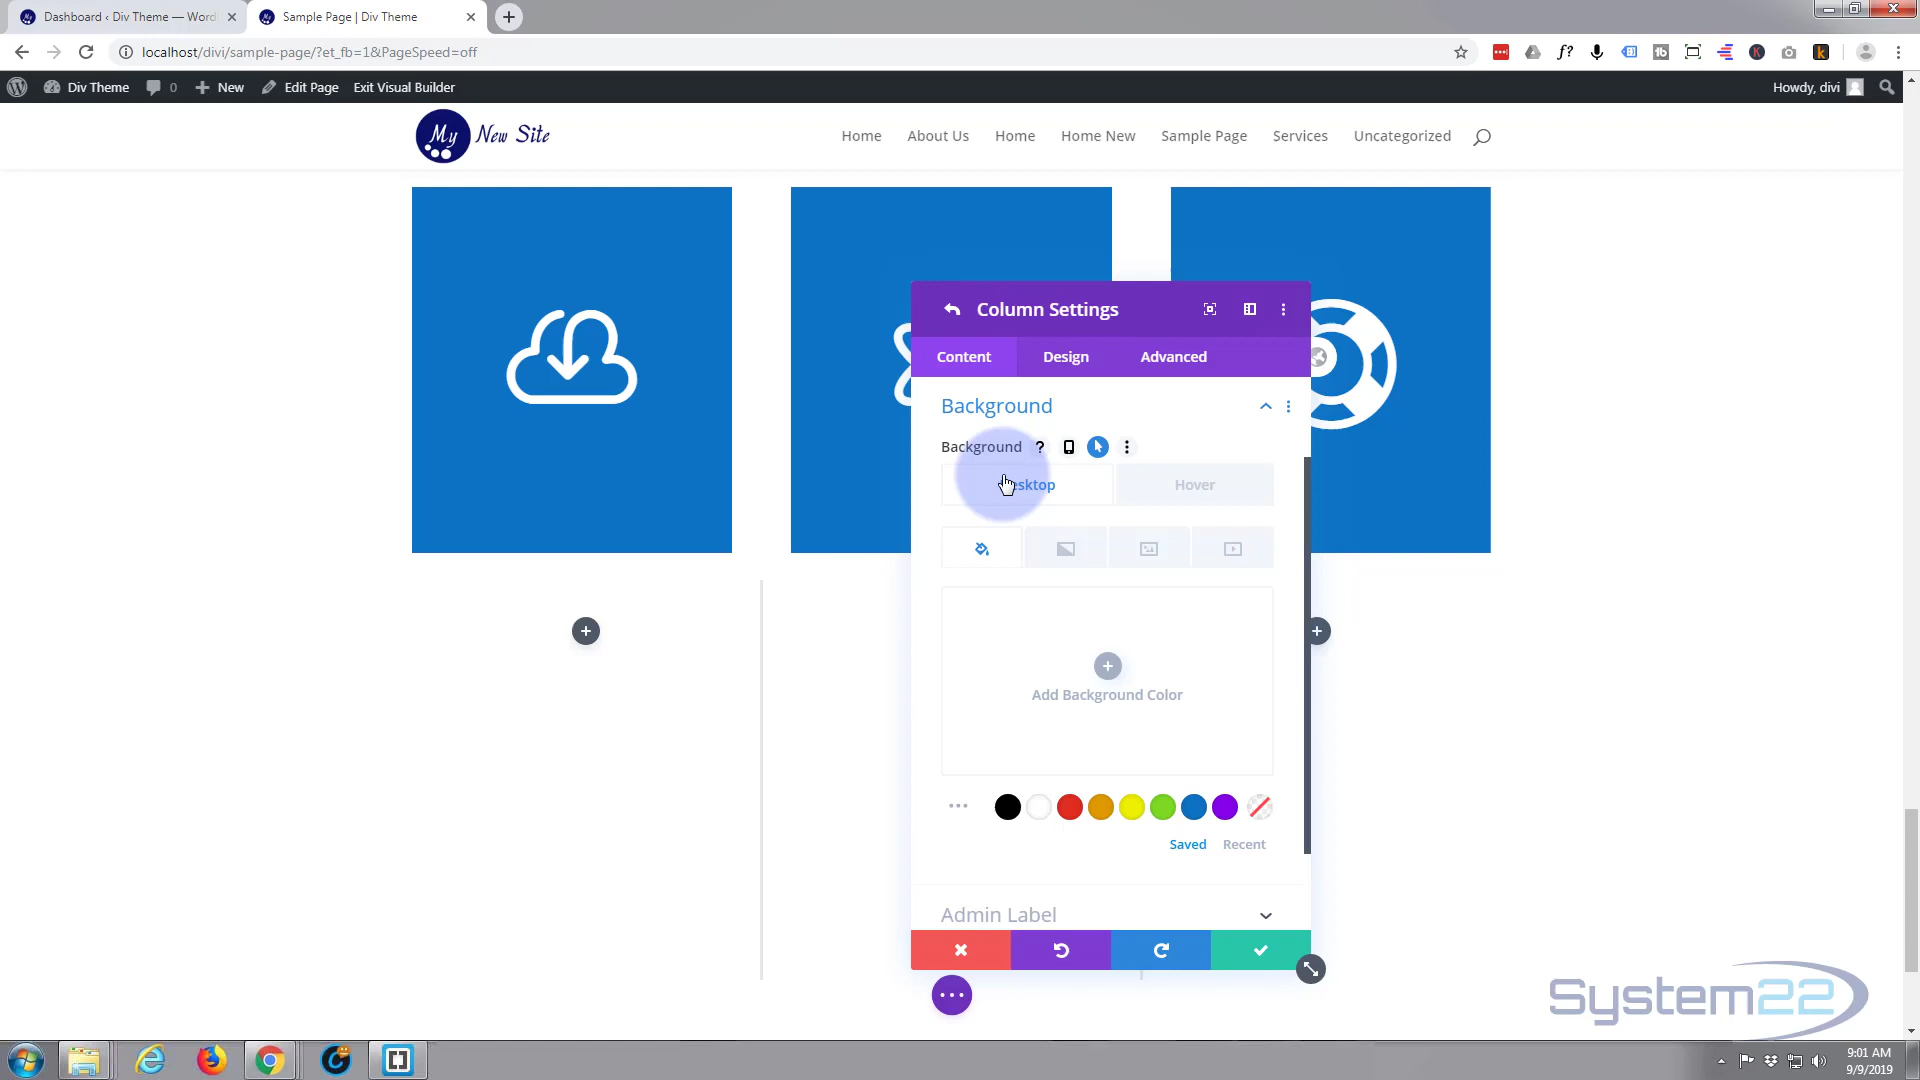 Dashboard ‹ Div Theme — Word
Sample Page | Div Theme
localhost/divi/sample-page/?et_fb=1&PageSpeed=off
Div Theme
0
New
Edit Page
Exit Visual Builder
Howdy, divi
My New Site
Home
About Us
Home
Home New
Sample Page
Services
Uncategorized
Column Settings
Content
Design
Advanced
Background
Background
?
esktop
Hover
Add Background Color
Saved
Recent
Admin Label
System22
9:01 AM
9/9/2019